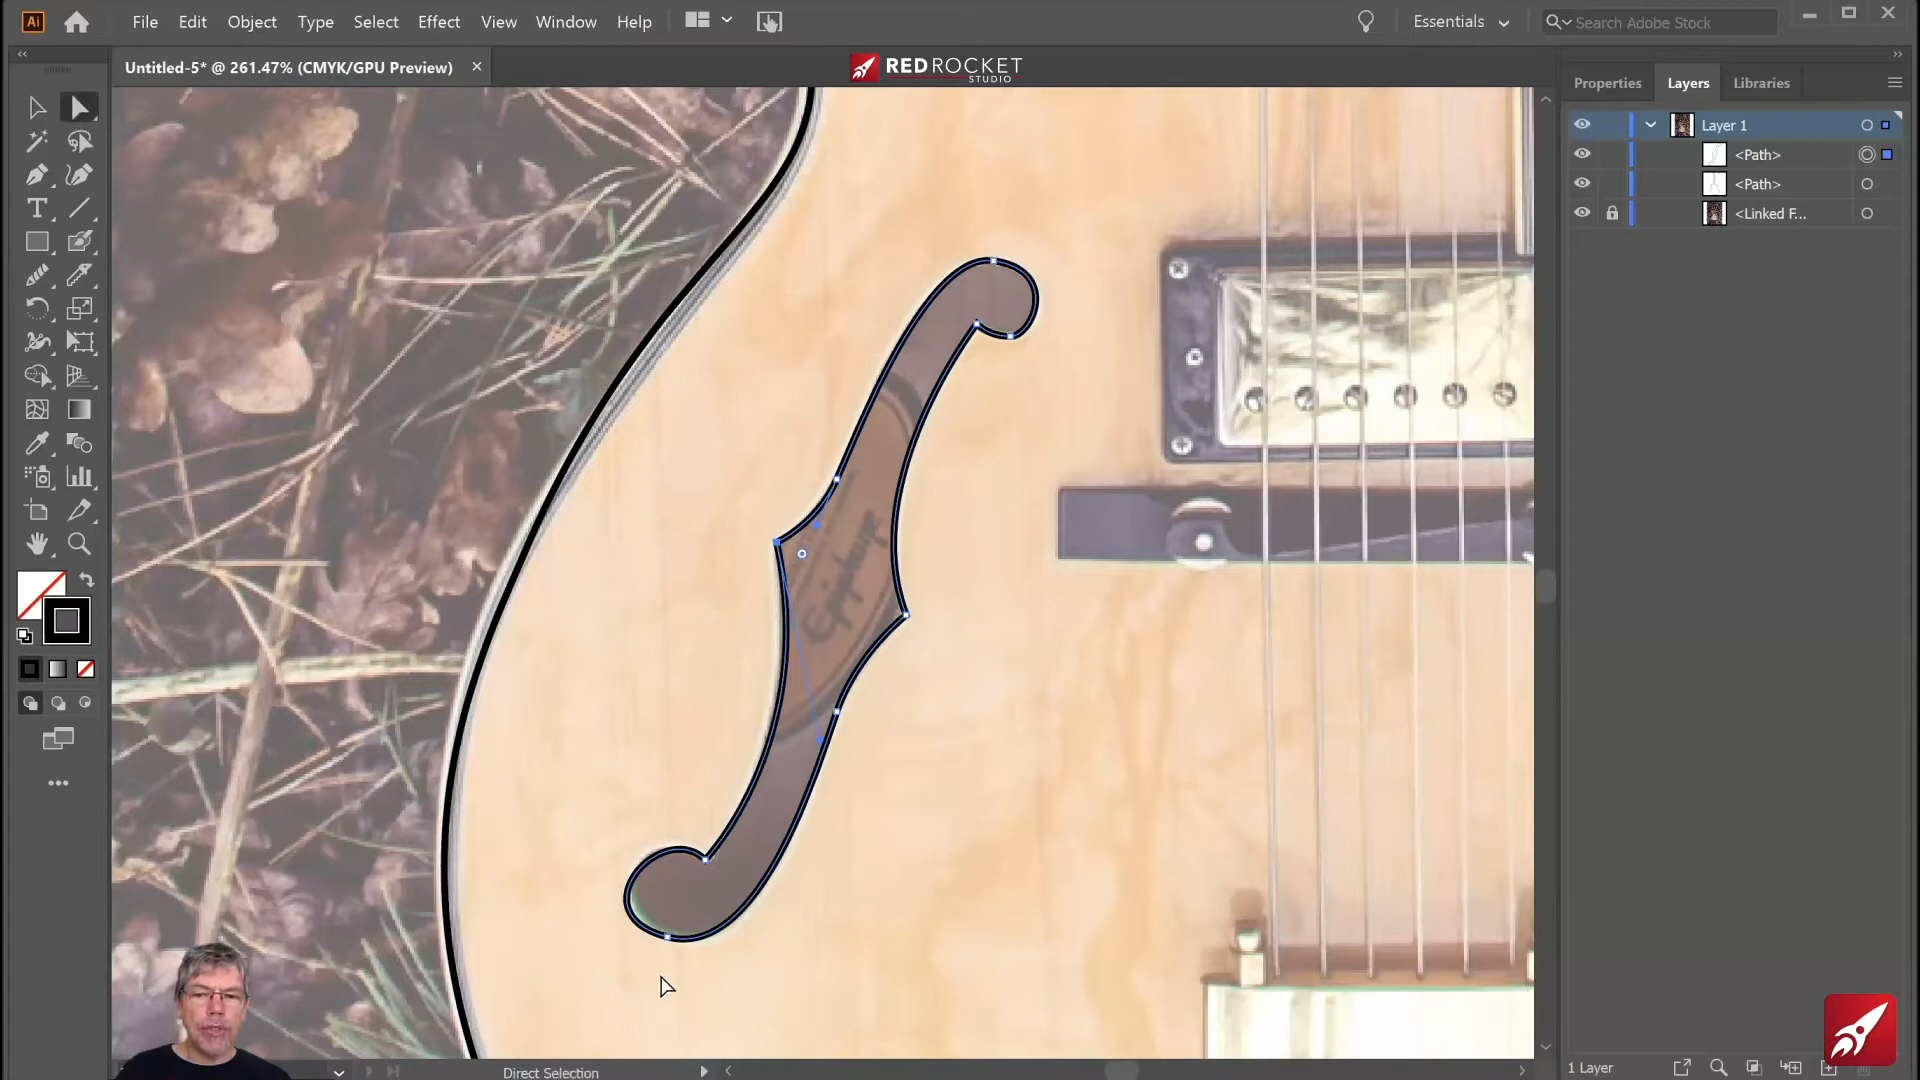 Ai File Edit Object Type Select Effect View Window Help Essentials Search Adobe Stock
Untitled-5* @ 261.47% (CMYK/GPU Preview)
REDROCKET
STUDIO
Properties Layers Libraries
Layer 1
<Path>
<Path>
<Linked F...
Epiphone
1 Layer
Direct Selection